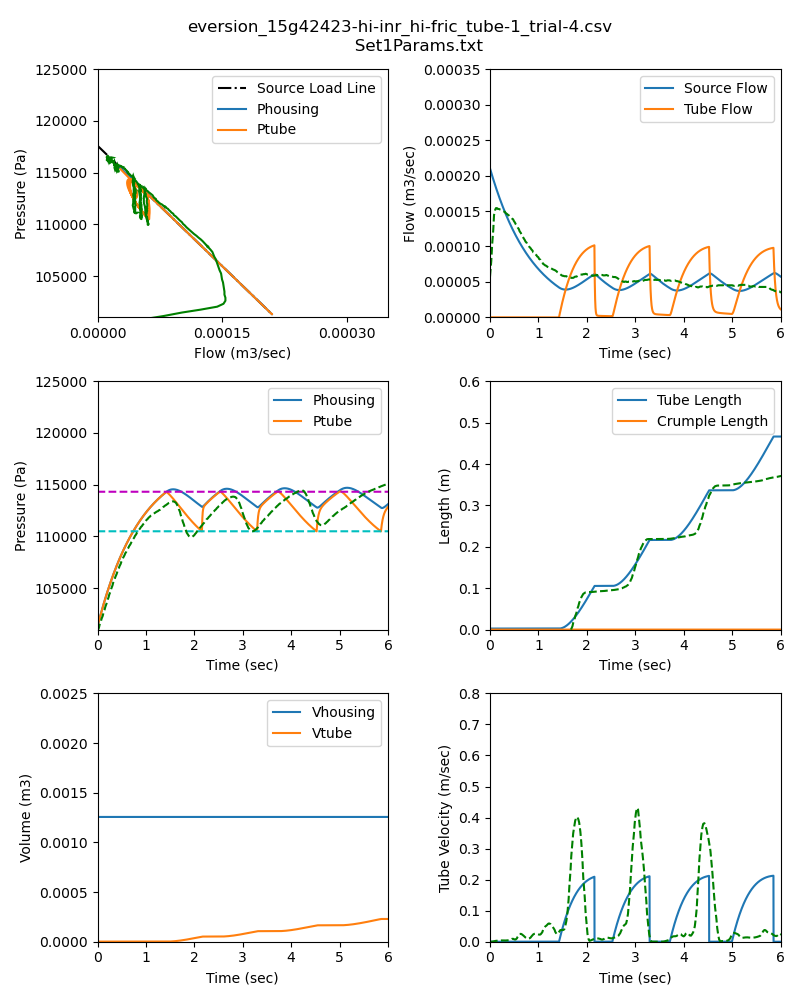 eversion_15g42423-hi-inr_hi-fric_tube-1_trial-4.csv
Set1Params.txt
125000
120000
115000
110000
105000
Pressure (Pa)
Source Load Line
Phousing
Ptube
0.00000
0.00015
0.00030
Flow (m3/sec)
0.00035
0.00030
0.00025
0.00020
0.00015
0.00010
0.00005
0.00000
Flow (m3/sec)
Source Flow
Tube Flow
0 1 2 3 4 5 6
Time (sec)
125000
120000
115000
110000
105000
Pressure (Pa)
Phousing
Ptube
0 1 2 3 4 5 6
Time (sec)
0.6
0.5
0.4
0.3
0.2
0.1
0.0
Length (m)
Tube Length
Crumple Length
0 1 2 3 4 5 6
Time (sec)
0.0025
0.0020
0.0015
0.0010
0.0005
0.0000
Volume (m3)
Vhousing
Vtube
0 1 2 3 4 5 6
Time (sec)
0.8
0.7
0.6
0.5
0.4
0.3
0.2
0.1
0.0
Tube Velocity (m/sec)
0 1 2 3 4 5 6
Time (sec)